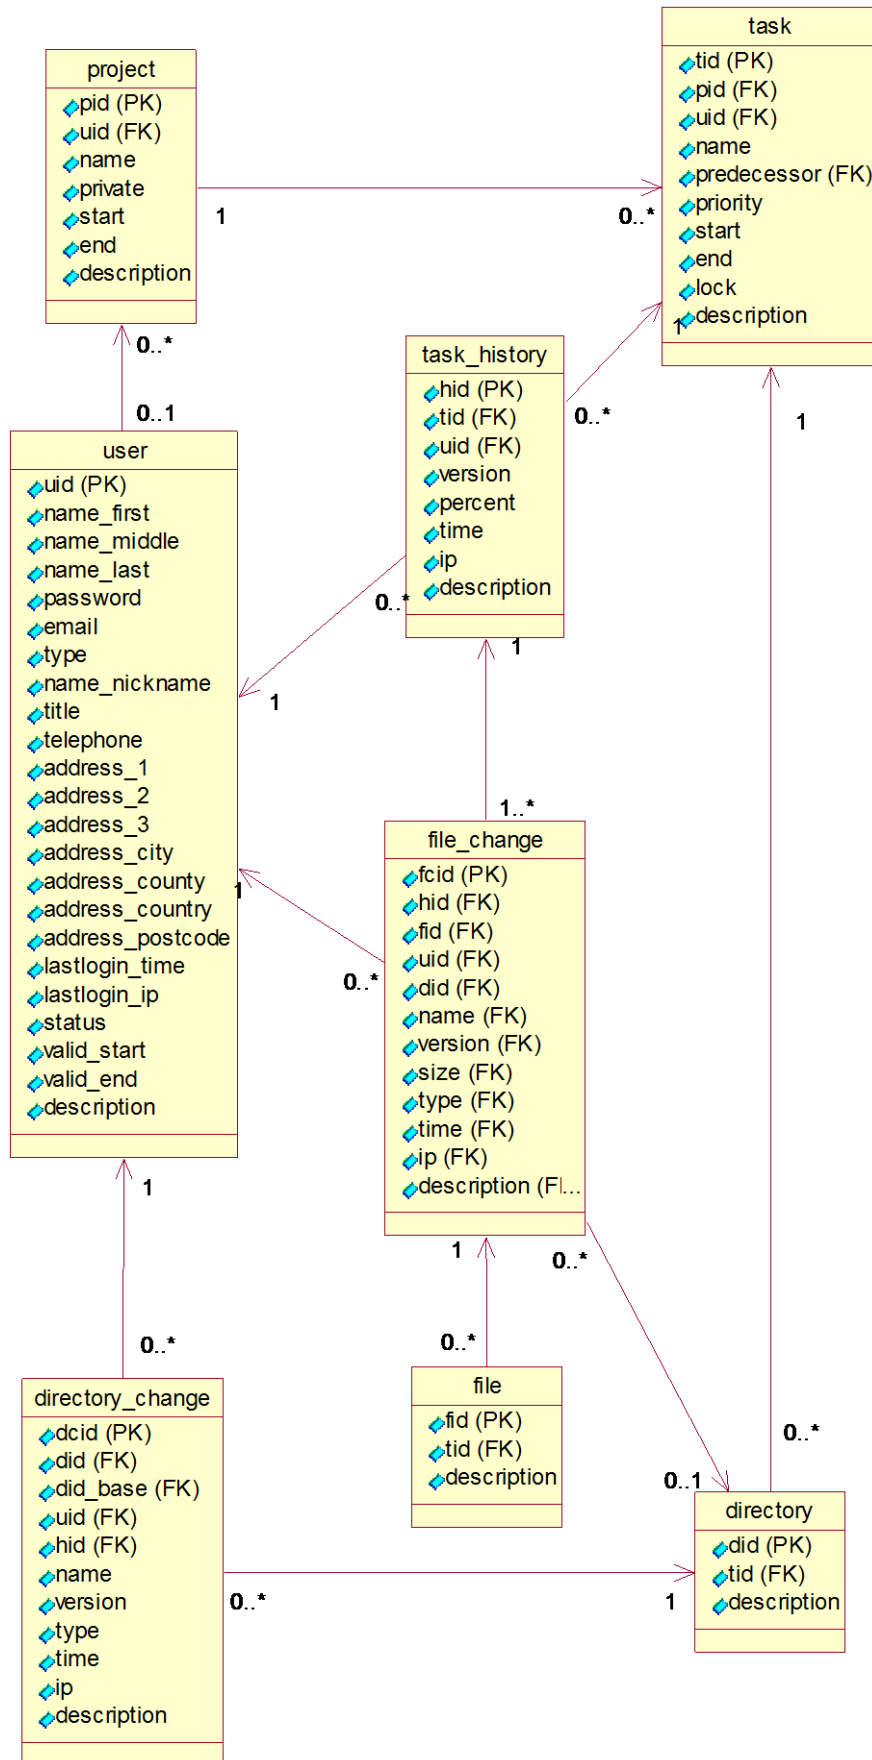 task
tid (PK)
pid (FK)
uid (FK)
name
predecessor (FK)
priority
start
end
lock
description
project
pid (PK)
uid (FK)
name
private
start
end
description
1
0..*
0..*
0..1
1
1
task_history
hid (PK)
tid (FK)
uid (FK)
version
percent
time
ip
description
0..*
0..*
1
1
user
uid (PK)
name_first
name_middle
name_last
password
email
type
name_nickname
title
telephone
address_1
address_2
address_3
address_city
address_county
address_country
address_postcode
lastlogin_time
lastlogin_ip
status
valid_start
valid_end
description
1
1..*
file_change
fcid (PK)
hid (FK)
fid (FK)
uid (FK)
did (FK)
name (FK)
version (FK)
size (FK)
type (FK)
time (FK)
ip (FK)
description (Fl...
0..*
1
0..*
1
0..*
0..*
file
fid (PK)
tid (FK)
description
directory_change
dcid (PK)
did (FK)
did_base (FK)
uid (FK)
hid (FK)
name
version
type
time
ip
description
0..*
0..1
directory
did (PK)
tid (FK)
description
0..*
1